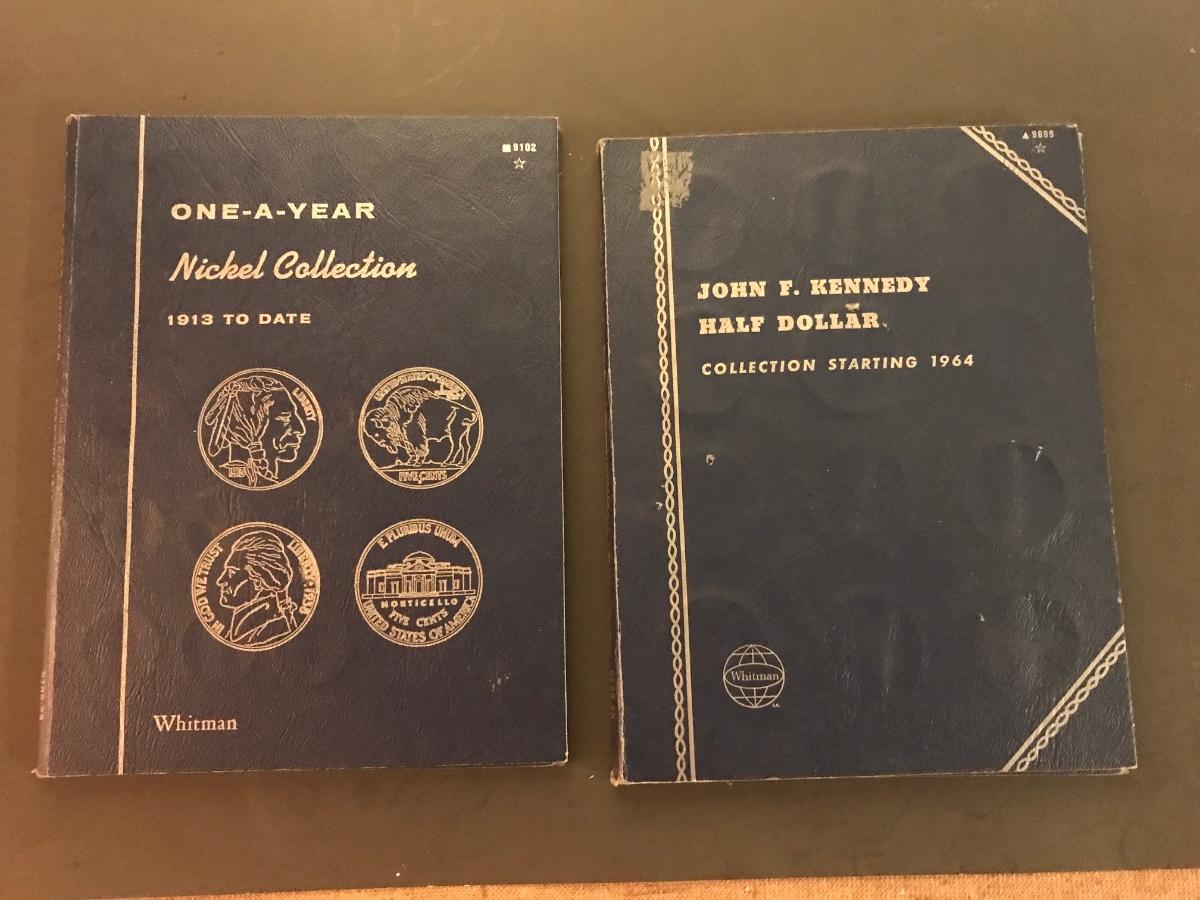 ■9102
☆
ONE-A-YEAR
Nickel Collection
1913 TO DATE
LIBERTY
1913
UNITED STATES OF AMERICA
FIVE CENTS
IN GOD WE TRUST
LIBERTY
1938
E PLURIBUS UNUM
MONTICELLO
FIVE CENTS
UNITED STATES OF AMERICA
Whitman
▲9699
☆
JOHN F. KENNEDY
HALF DOLLAR
COLLECTION STARTING 1964
Whitman